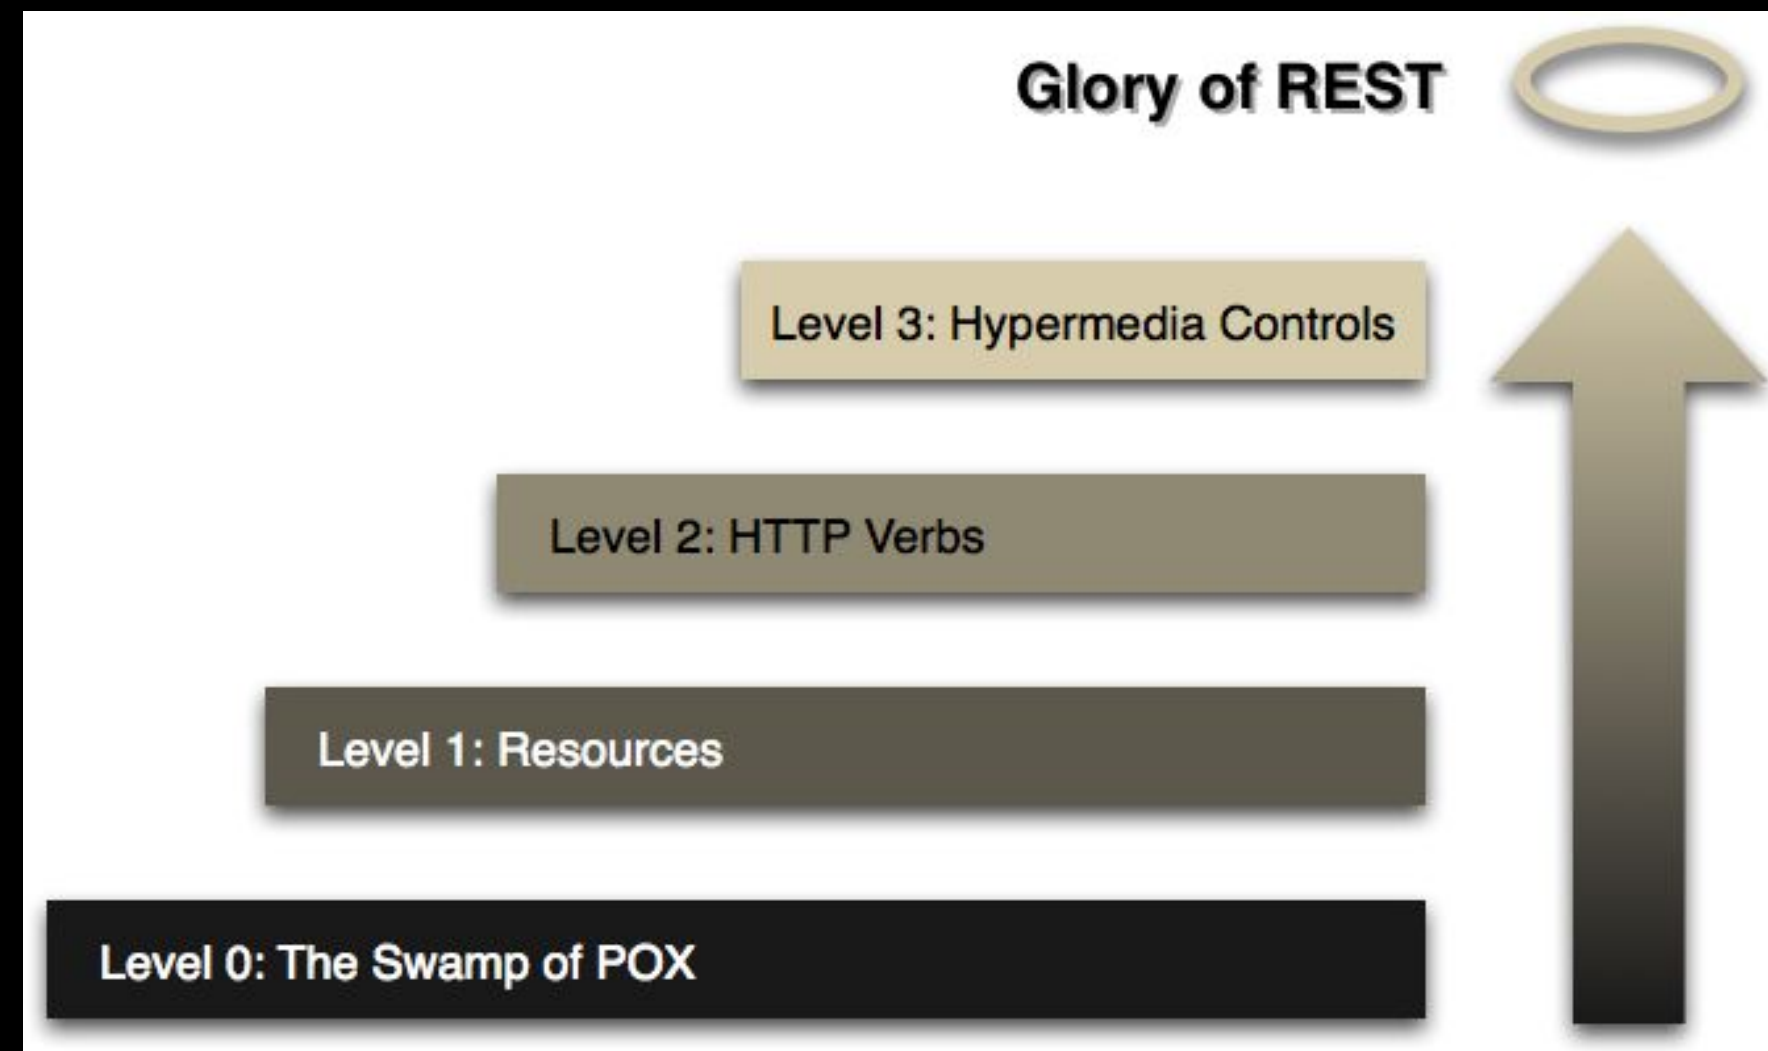 Glory of REST
Level 3: Hypermedia Controls
Level 2: HTTP Verbs
Level 1: Resources
Level 0: The Swamp of POX